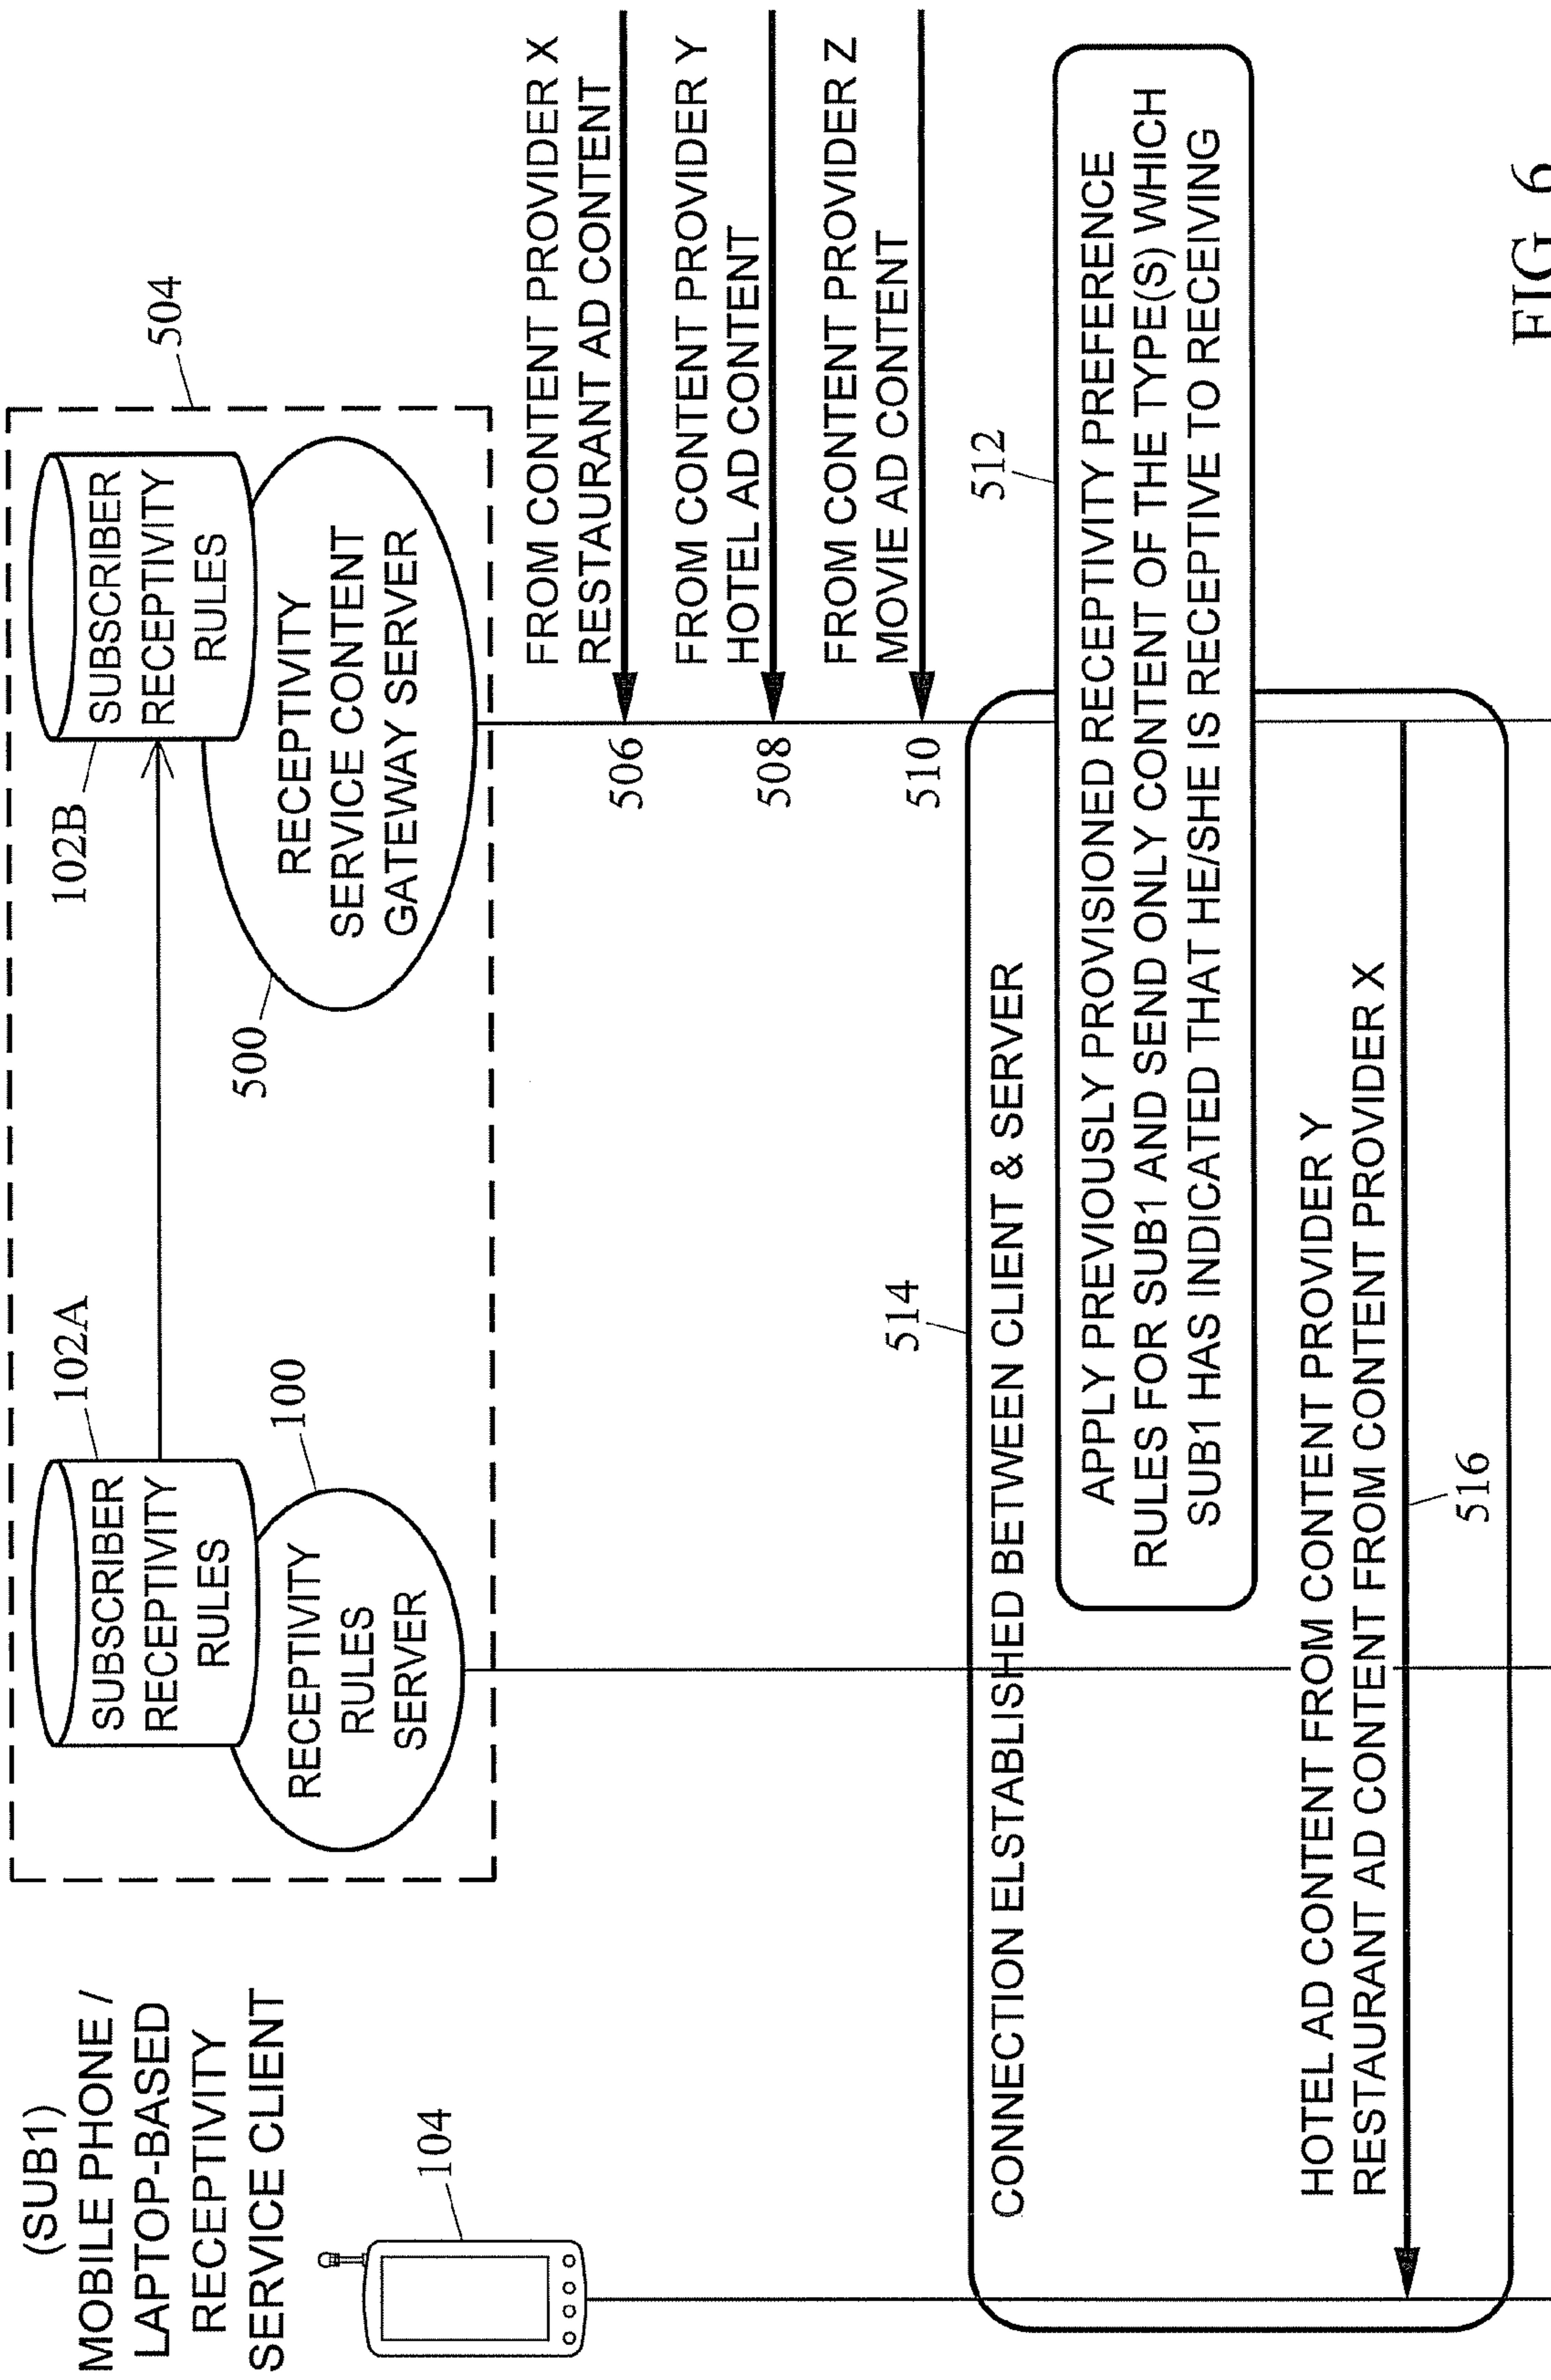 (SUB1)
MOBILE PHONE /
LAPTOP-BASED
RECEPTIVITY
SERVICE CLIENT
104
SUBSCRIBER
RECEPTIVITY
RULES
102A
RECEPTIVITY
RULES
SERVER
100
SUBSCRIBER
RECEPTIVITY
RULES
102B
RECEPTIVITY
SERVICE CONTENT
GATEWAY SERVER
500
504
FROM CONTENT PROVIDER X
RESTAURANT AD CONTENT
506
FROM CONTENT PROVIDER Y
HOTEL AD CONTENT
508
FROM CONTENT PROVIDER Z
MOVIE AD CONTENT
510
514
CONNECTION ELSTABLISHED BETWEEN CLIENT & SERVER
512
APPLY PREVIOUSLY PROVISIONED RECEPTIVITY PREFERENCE
RULES FOR SUB1 AND SEND ONLY CONTENT OF THE TYPE(S) WHICH
SUB1 HAS INDICATED THAT HE/SHE IS RECEPTIVE TO RECEIVING
HOTEL AD CONTENT FROM CONTENT PROVIDER Y
RESTAURANT AD CONTENT FROM CONTENT PROVIDER X
516
FIG. 6